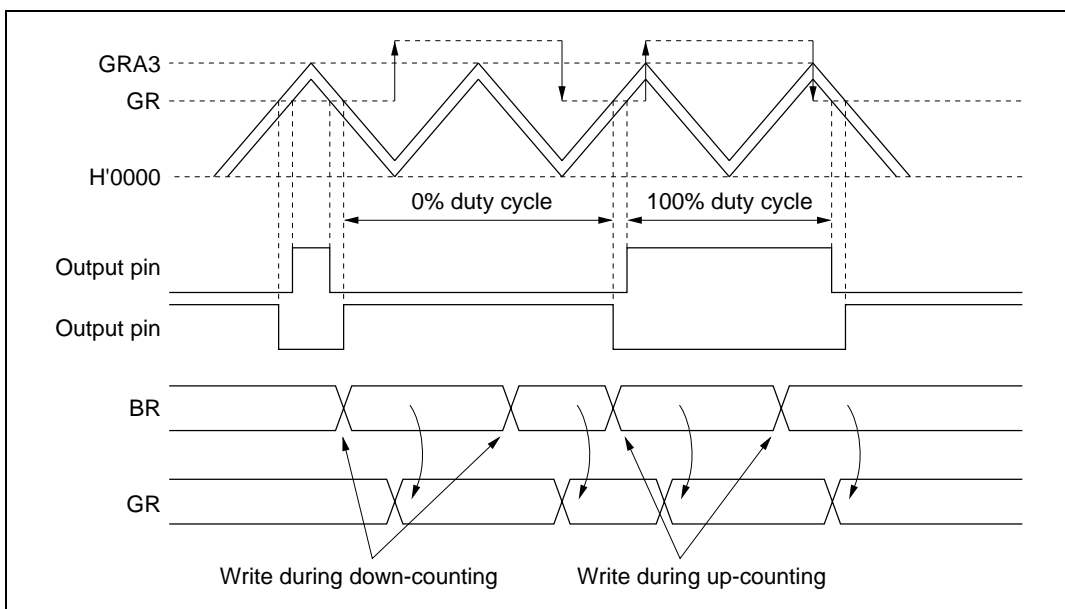 GRA3
GR
H'0000
0% duty cycle
100% duty cycle
Output pin
Output pin
BR
GR
Write during down-counting
Write during up-counting